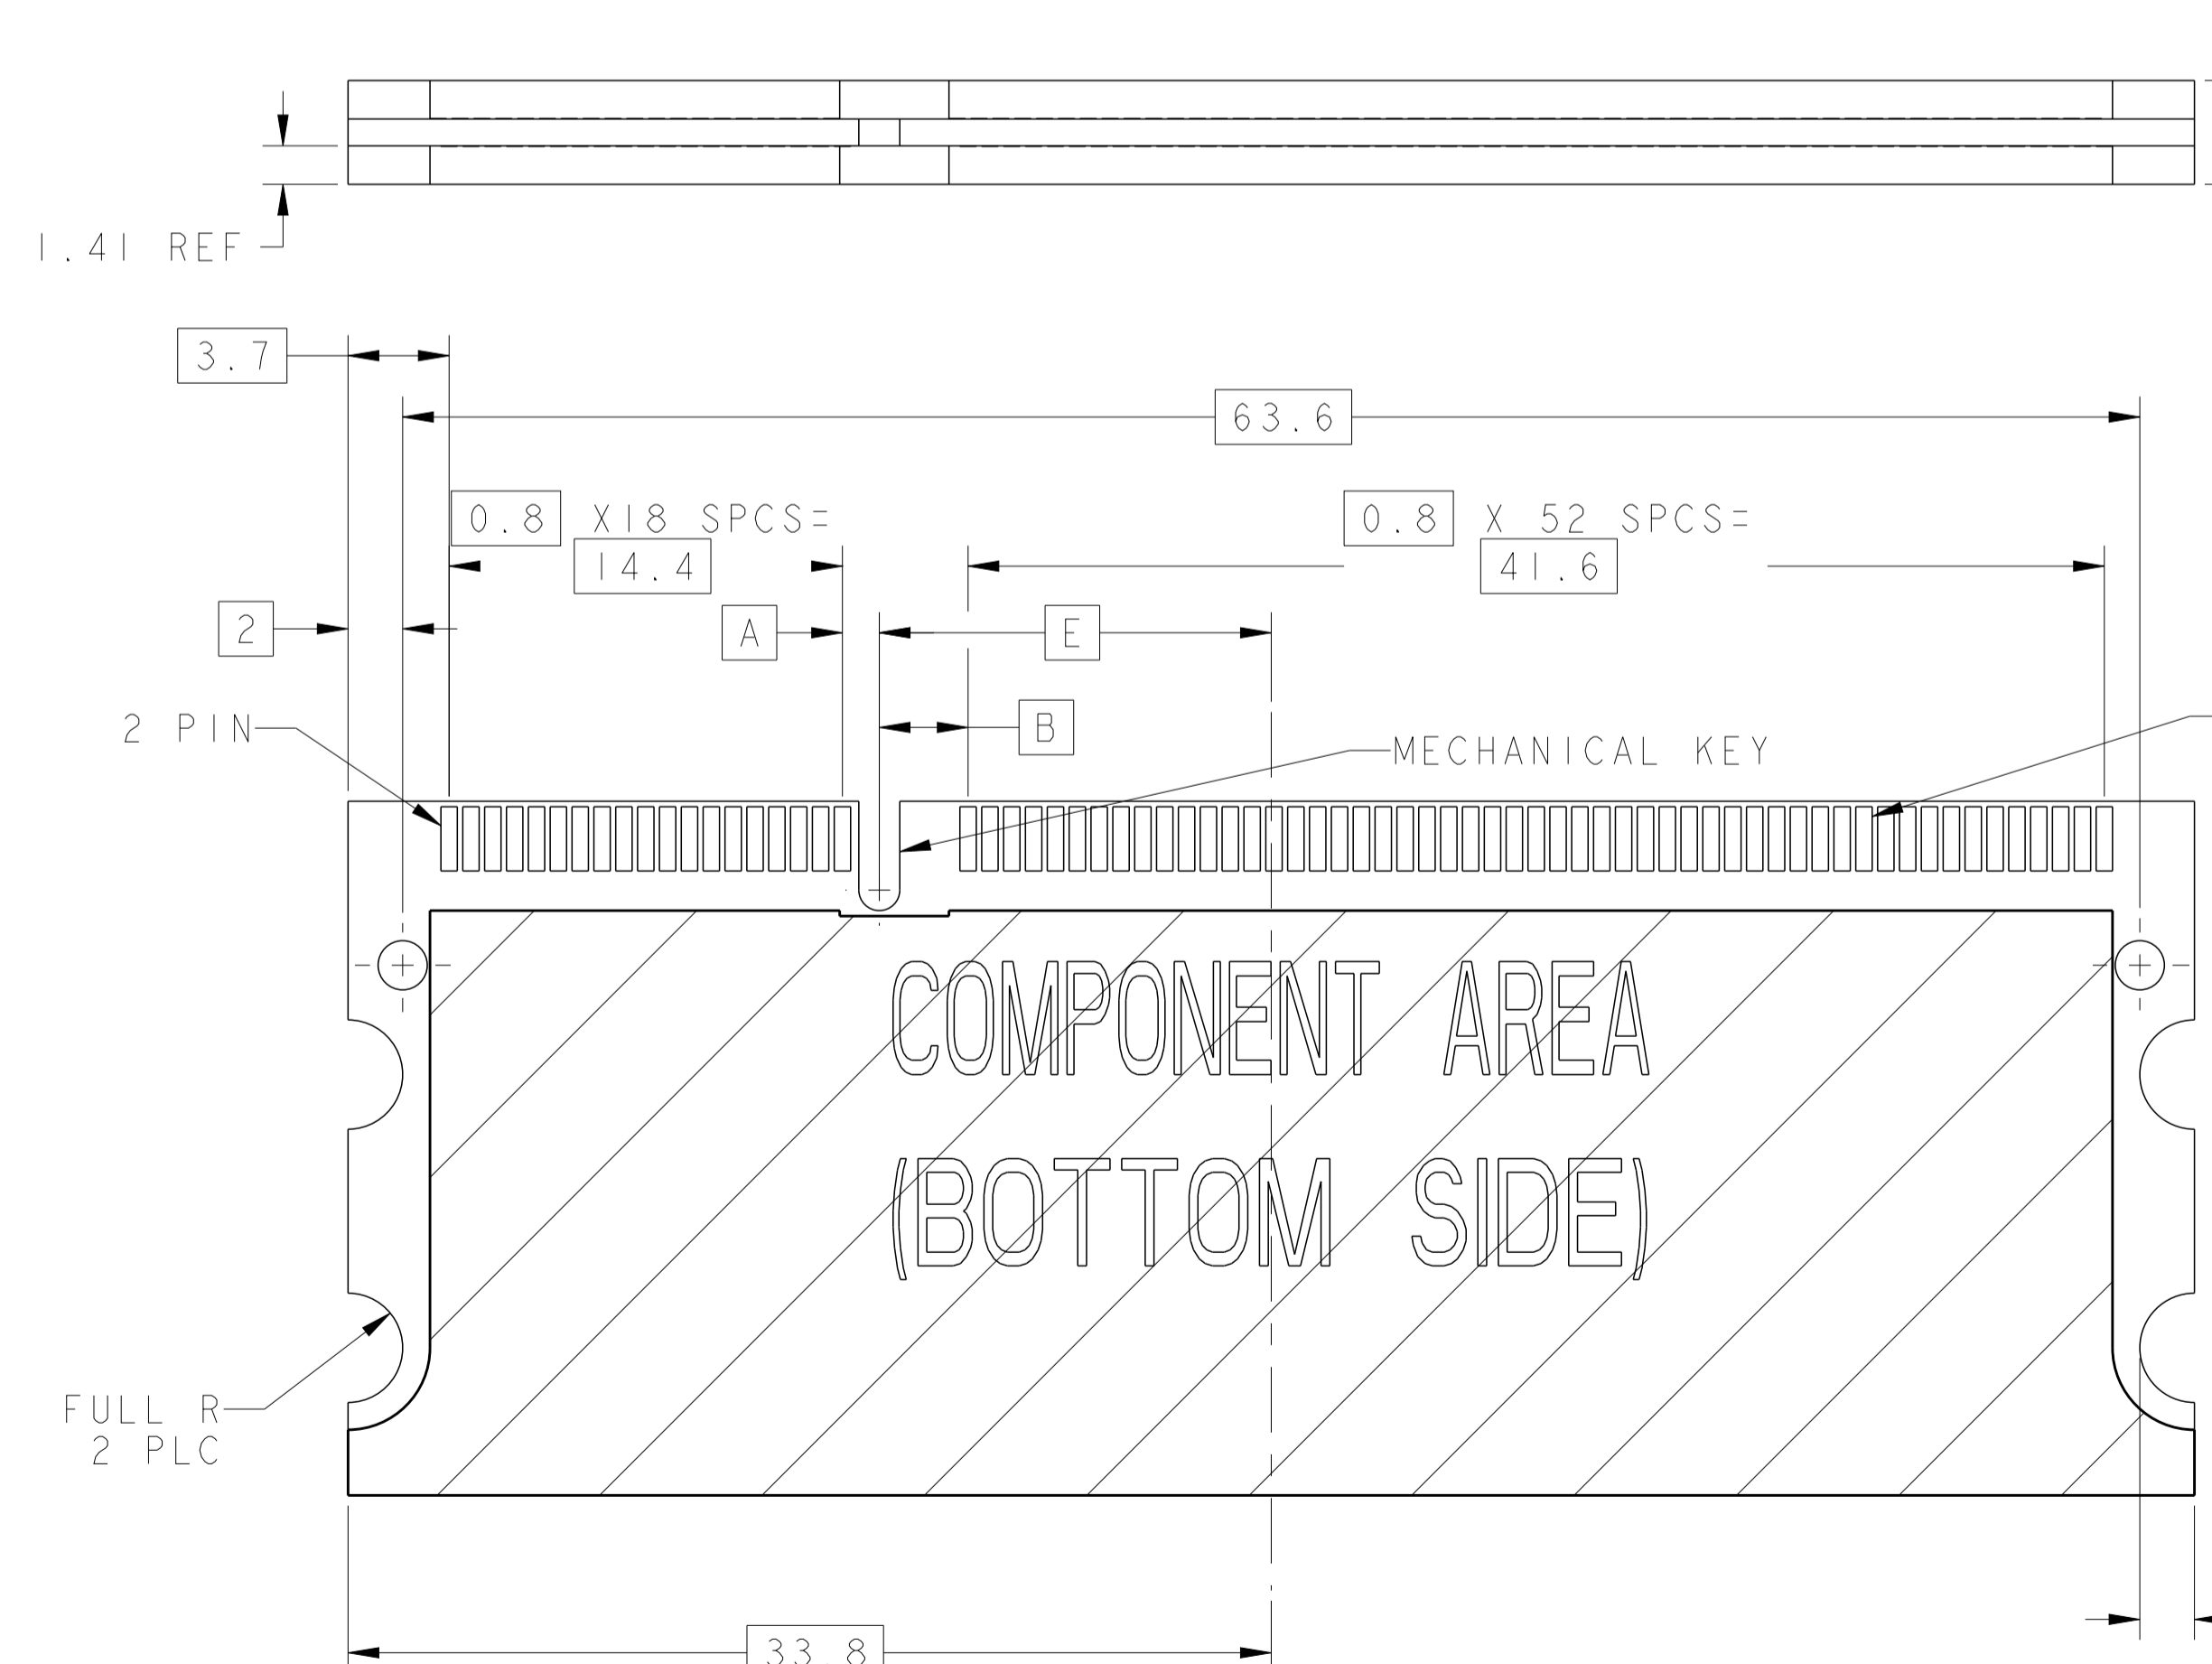 1.41 REF
3.7
63.6
0.8 X18 SPCS=
14.4
0.8 X 52 SPCS=
41.6
2
A
E
B
2 PIN
MECHANICAL KEY
COMPONENT AREA
(BOTTOM SIDE)
FULL R
2 PLC
33.8